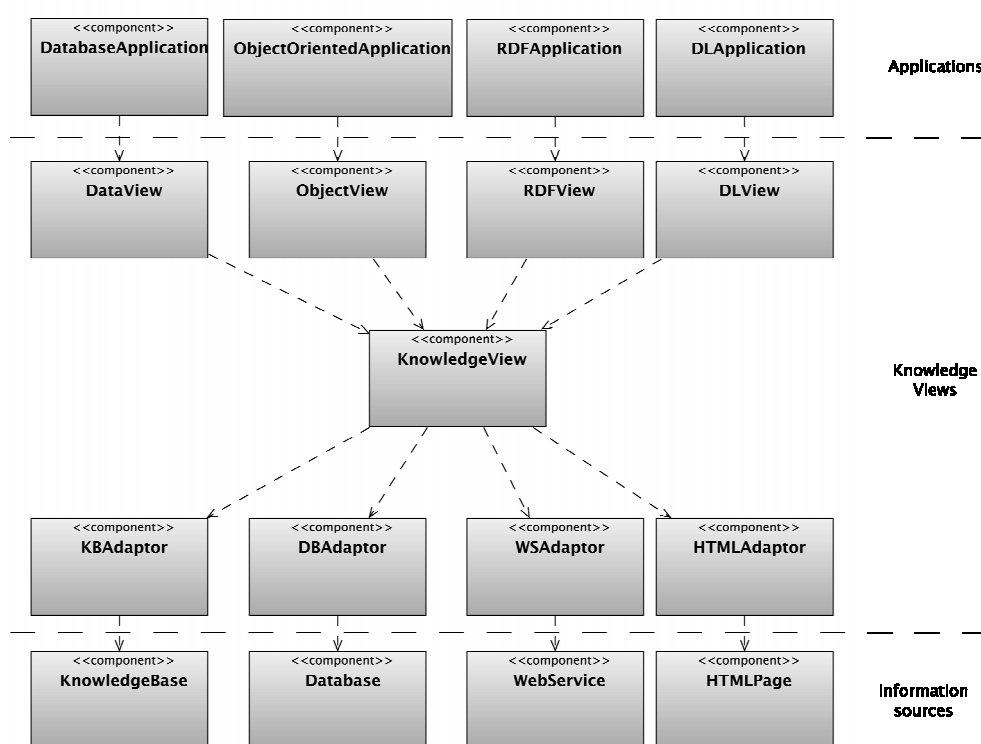 <<component>>
DatabaseApplication
<<component>>
ObjectOrientedApplication
<<component>>
RDFApplication
<<component>>
DLApplication
Applications
<<component>>
DataView
<<component>>
ObjectView
<<component>>
RDFView
<<component>>
DLView
<<component>>
KnowledgeView
Knowledge
Views
<<component>>
KBAdaptor
<<component>>
DBAdaptor
<<component>>
WSAdaptor
<<component>>
HTMLAdaptor
<<component>>
KnowledgeBase
<<component>>
Database
<<component>>
WebService
<<component>>
HTMLPage
Information
sources